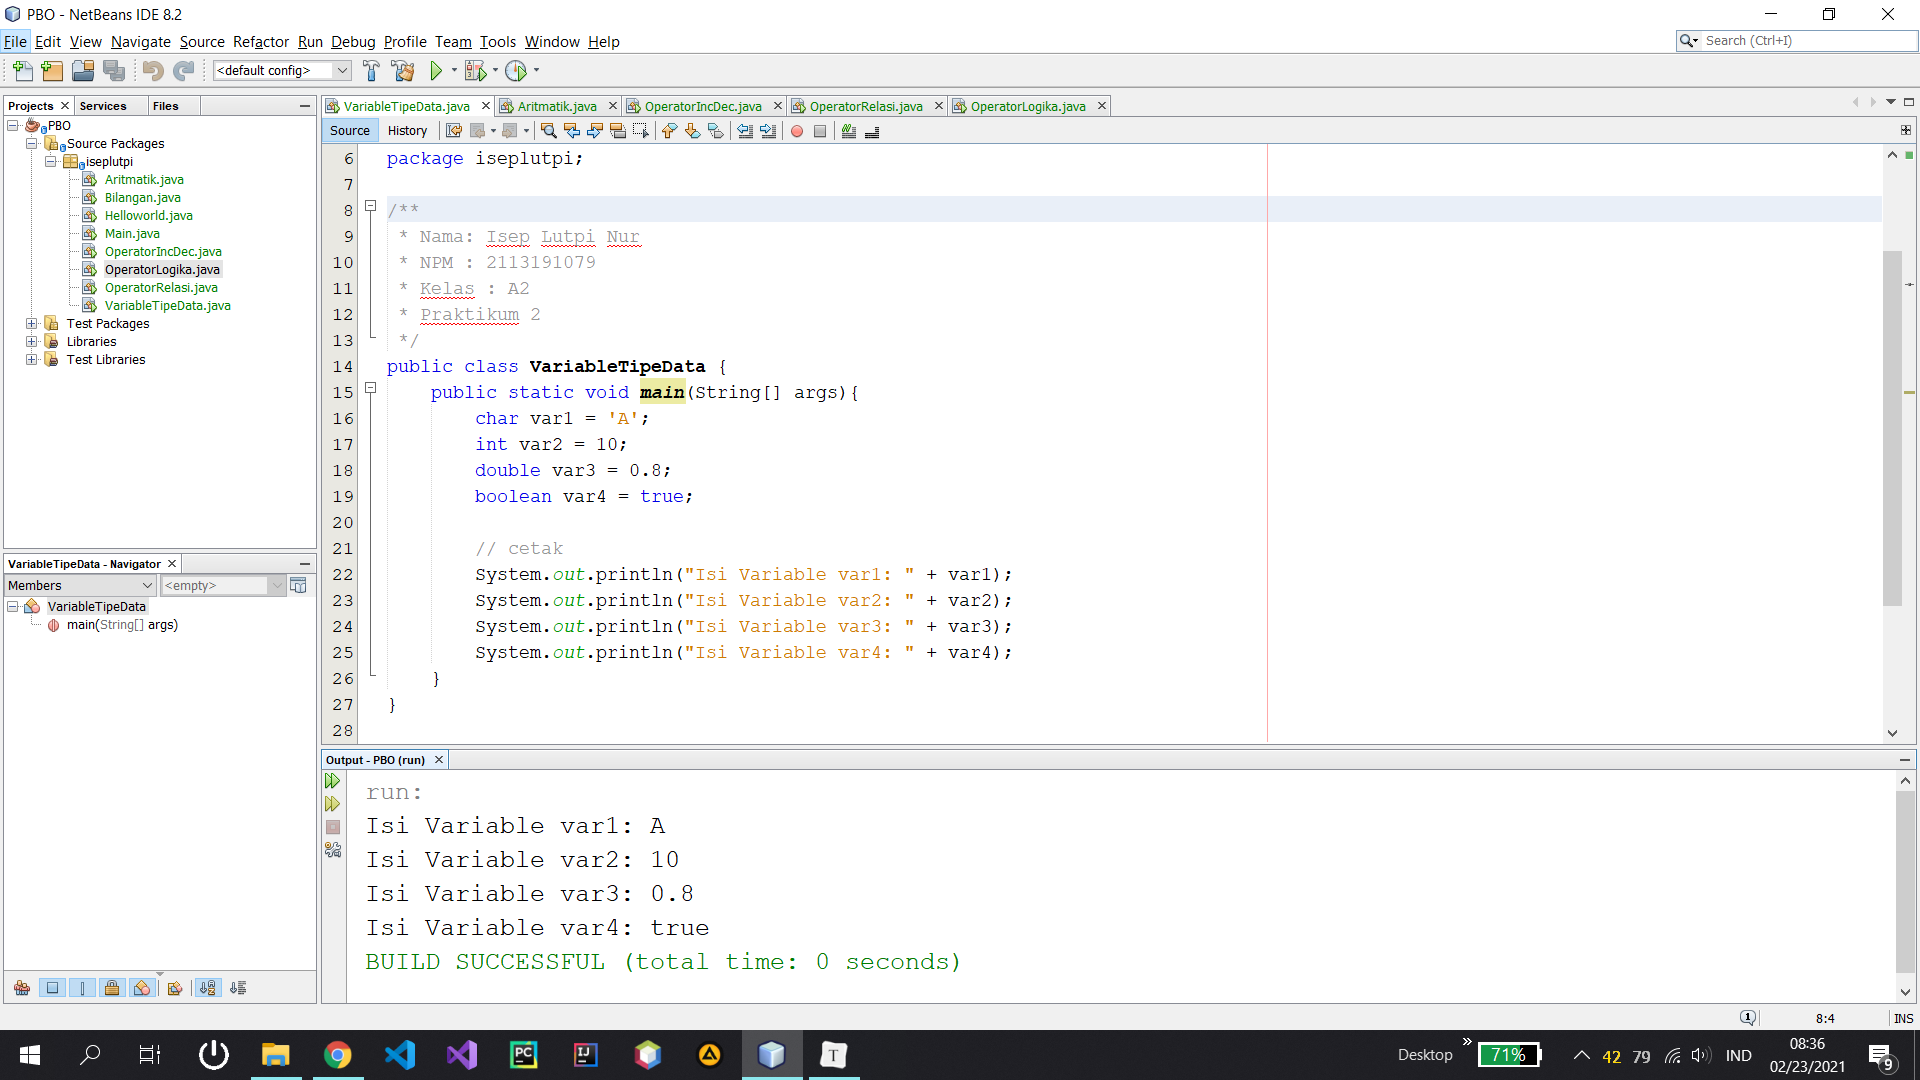 PBO - NetBeans IDE 8.2
File Edit View Navigate Source Refactor Run Debug Profile Team Tools Window Help
Search (Ctrl+I)
<default config>
Projects Services Files
VariableTipeData.java Aritmatik.java OperatorIncDec.java OperatorRelasi.java OperatorLogika.java
Source History
PBO
Source Packages
iseplutpi
Aritmatik.java
Bilangan.java
Helloworld.java
Main.java
OperatorIncDec.java
OperatorLogika.java
OperatorRelasi.java
VariableTipeData.java
Test Packages
Libraries
Test Libraries
VariableTipeData - Navigator
Members <empty>
VariableTipeData
main(String[] args)
6 package iseplutpi;
7
8 /**
9 * Nama: Isep Lutpi Nur
10 * NPM : 2113191079
11 * Kelas : A2
12 * Praktikum 2
13 */
14 public class VariableTipeData {
15 public static void main(String[] args){
16 char var1 = 'A';
17 int var2 = 10;
18 double var3 = 0.8;
19 boolean var4 = true;
20
21 // cetak
22 System.out.println("Isi Variable var1: " + var1);
23 System.out.println("Isi Variable var2: " + var2);
24 System.out.println("Isi Variable var3: " + var3);
25 System.out.println("Isi Variable var4: " + var4);
26 }
27 }
28
Output - PBO (run)
run:
Isi Variable var1: A
Isi Variable var2: 10
Isi Variable var3: 0.8
Isi Variable var4: true
BUILD SUCCESSFUL (total time: 0 seconds)
1 8:4 INS
PC IJ T
Desktop 71% 42 79 IND
08:36
02/23/2021
9